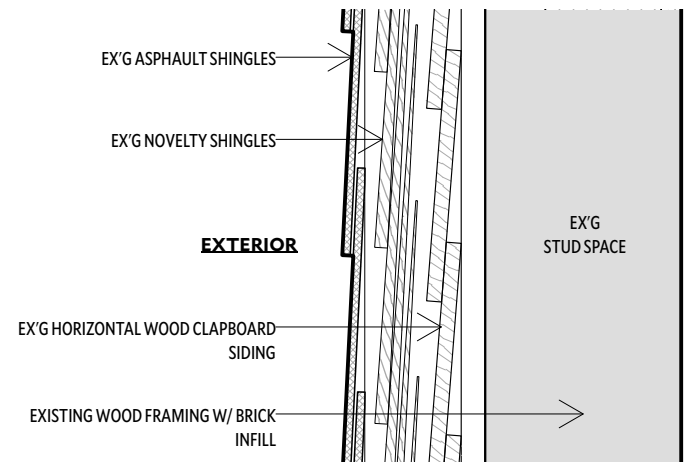 EX'G ASPHAULT SHINGLES
EX'G NOVELTY SHINGLES
EXTERIOR
EX'G
STUD SPACE
EX'G HORIZONTAL WOOD CLAPBOARD
SIDING
EXISTING WOOD FRAMING W/ BRICK
INFILL